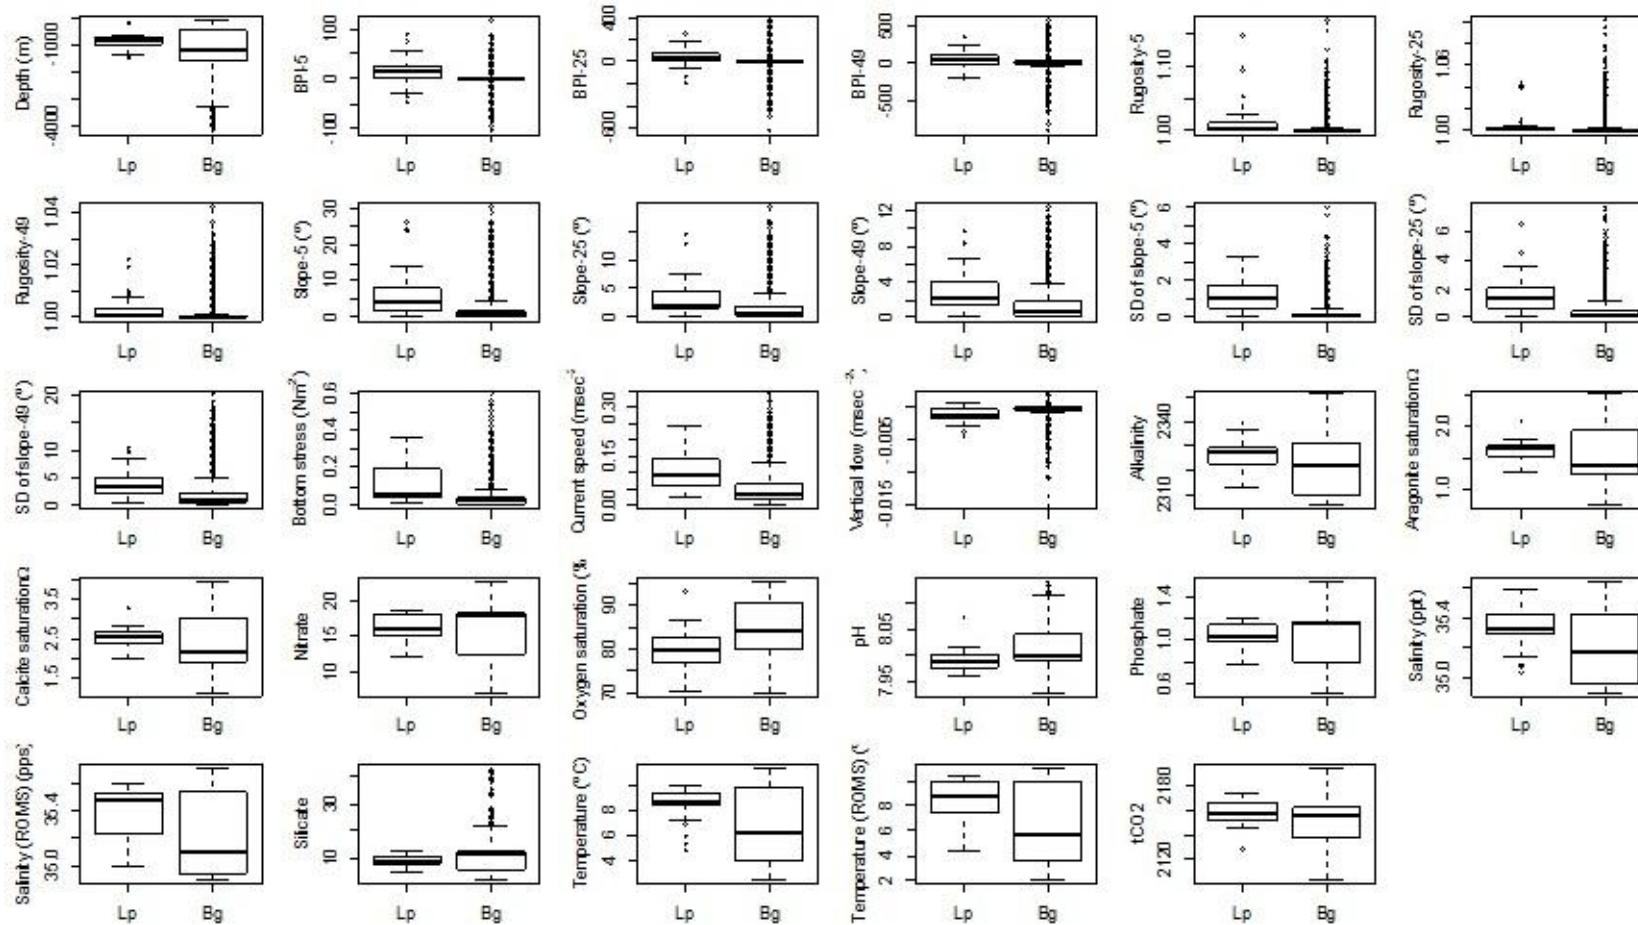 Depth (m)
-1000
-4000
Lp Bg
BPI-5
100
0
-100
Lp Bg
BPI-25
400
0
-600
Lp Bg
BPI-49
500
0
-500
Lp Bg
Rugosity-5
1.10
1.00
Lp Bg
Rugosity-25
1.06
1.00
Lp Bg
Rugosity-49
1.04
1.02
1.00
Lp Bg
Slope-5 (º)
30
20
10
5
0
Lp Bg
Slope-25 (º)
10
5
0
Lp Bg
Slope-49 (º)
12
8
6
4
0
Lp Bg
SD of slope-5 (º)
6
4
2
0
Lp Bg
SD of slope-25 (º)
6
4
2
0
Lp Bg
SD of slope-49 (º)
20
10
5
0
Lp Bg
Bottom stress (Nm²)
0.6
0.4
0.2
0.0
Lp Bg
Current speed (msec⁻
0.30
0.15
0.00
Lp Bg
Vertical flow (msec⁻²,
-0.005
-0.015
Lp Bg
Alkalinity
2340
2310
Lp Bg
Aragonite saturationΩ
2.0
1.0
Lp Bg
Calcite saturationΩ
3.5
2.5
1.5
Lp Bg
Nitrate
20
15
10
Lp Bg
Oxygen saturation (%
90
80
70
Lp Bg
pH
8.05
7.95
Lp Bg
Phosphate
1.4
1.0
0.6
Lp Bg
Salinity (ppt)
35.4
35.0
Lp Bg
Salinity (ROMS) (pps)
35.4
35.0
Lp Bg
Silicate
30
10
Lp Bg
Temperature (ºC)
8
6
4
Lp Bg
Temperature (ROMS) (º
8
6
4
2
Lp Bg
tCO2
2180
2120
Lp Bg